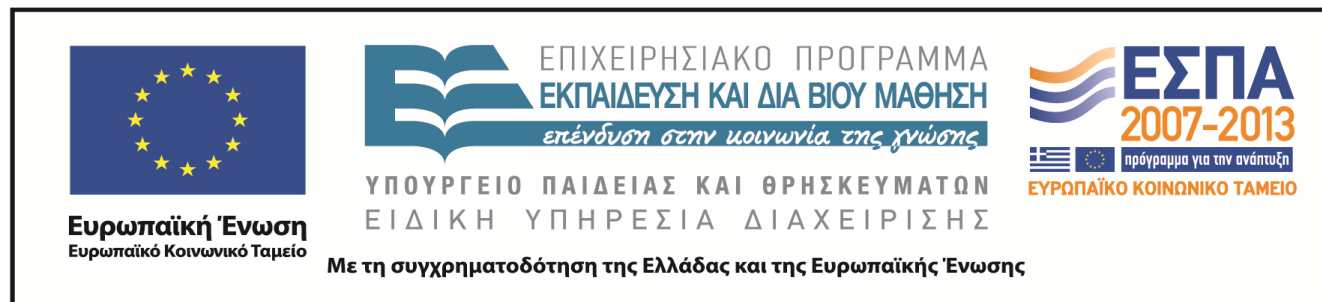 Ευρωπαϊκή Ένωση
Ευρωπαϊκό Κοινωνικό Ταμείο
ΕΠΙΧΕΙΡΗΣΙΑΚΟ ΠΡΟΓΡΑΜΜΑ
ΕΚΠΑΙΔΕΥΣΗ ΚΑΙ ΔΙΑ ΒΙΟΥ ΜΑΘΗΣΗ
επένδυση στην κοινωνία της γνώσης
ΥΠΟΥΡΓΕΙΟ ΠΑΙΔΕΙΑΣ ΚΑΙ ΘΡΗΣΚΕΥΜΑΤΩΝ
ΕΙΔΙΚΗ ΥΠΗΡΕΣΙΑ ΔΙΑΧΕΙΡΙΣΗΣ
ΕΣΠΑ
2007-2013
πρόγραμμα για την ανάπτυξη
ΕΥΡΩΠΑΪΚΟ ΚΟΙΝΩΝΙΚΟ ΤΑΜΕΙΟ
Με τη συγχρηματοδότηση της Ελλάδας και της Ευρωπαϊκής Ένωσης